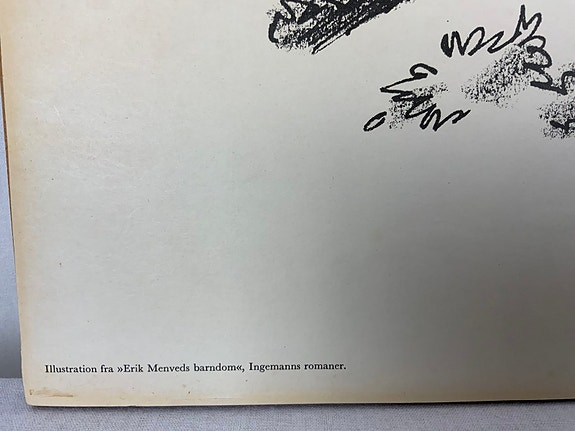 Illustration fra »Erik Menveds barndom«, Ingemanns romaner.